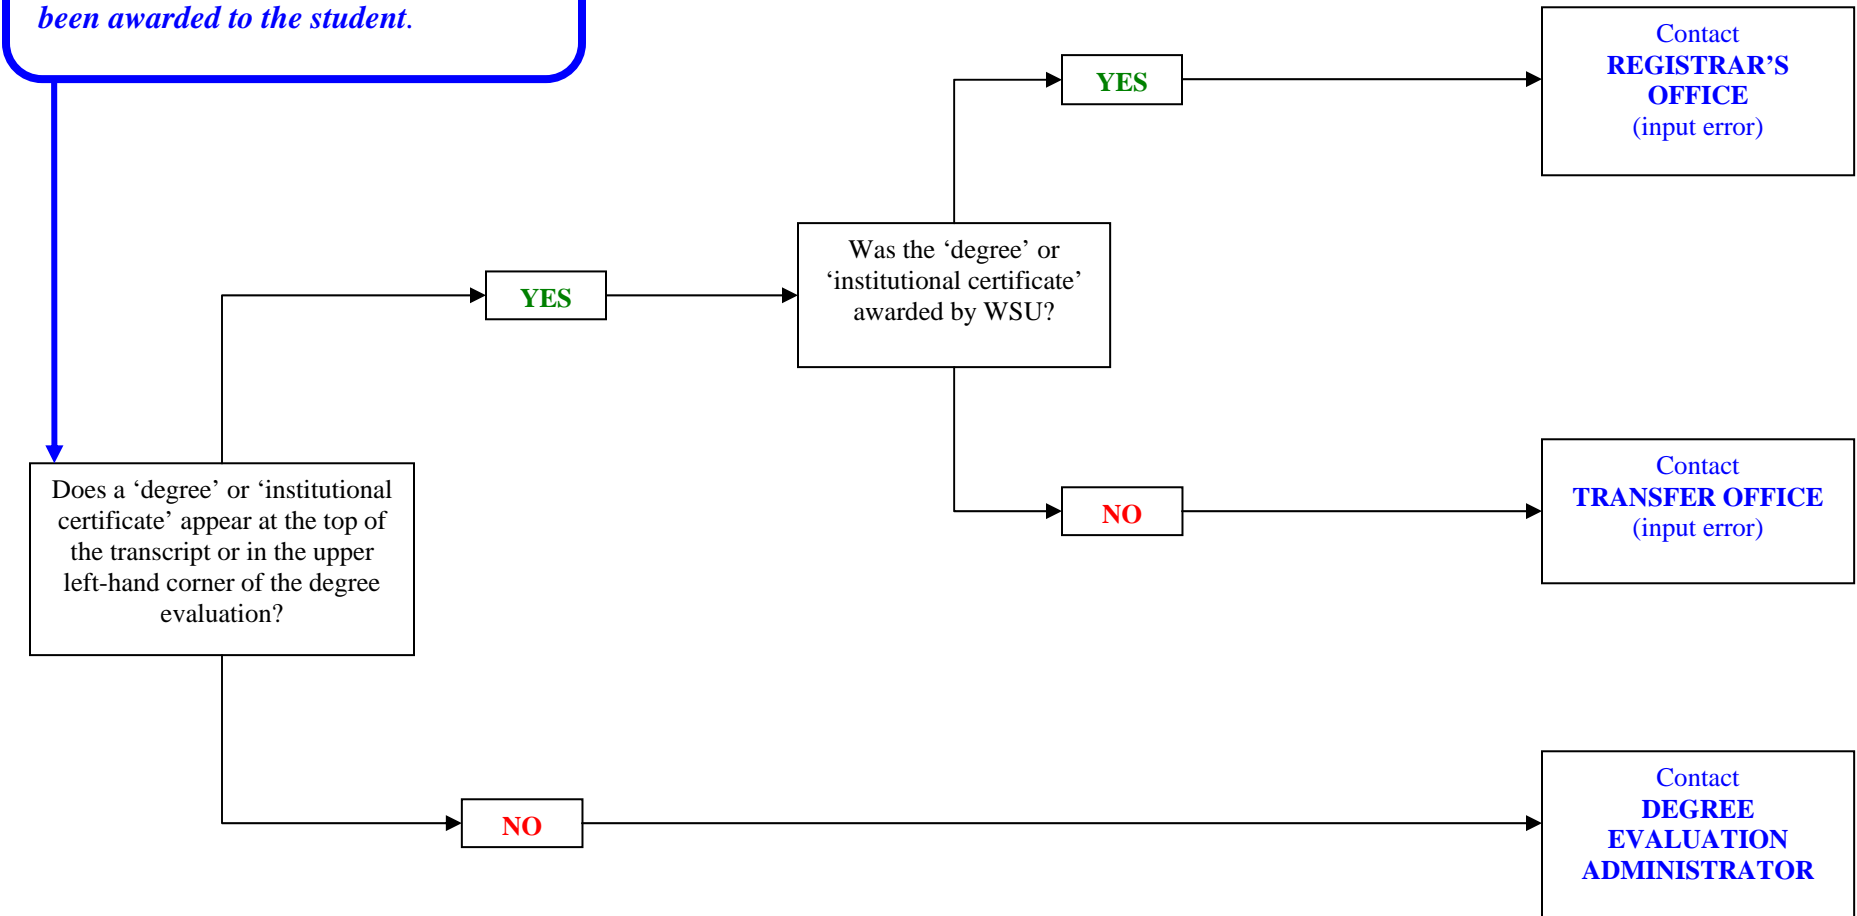 been awarded to the student.
YES
Contact
REGISTRAR’S
OFFICE
(input error)
Was the ‘degree’ or
‘institutional certificate’
awarded by WSU?
YES
Does a ‘degree’ or ‘institutional
certificate’ appear at the top of
the transcript or in the upper
left-hand corner of the degree
evaluation?
NO
Contact
TRANSFER OFFICE
(input error)
NO
Contact
DEGREE
EVALUATION
ADMINISTRATOR